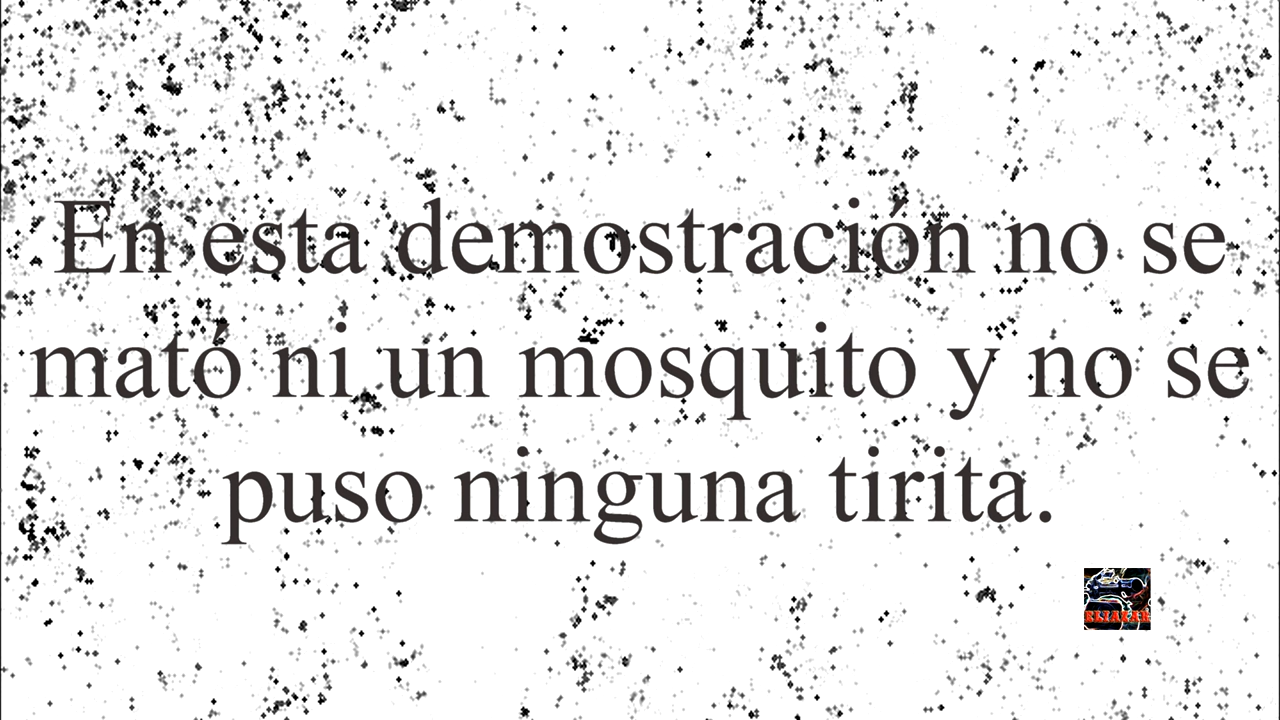 En esta demostración no se
mató ni un mosquito y no se
puso ninguna tirita.